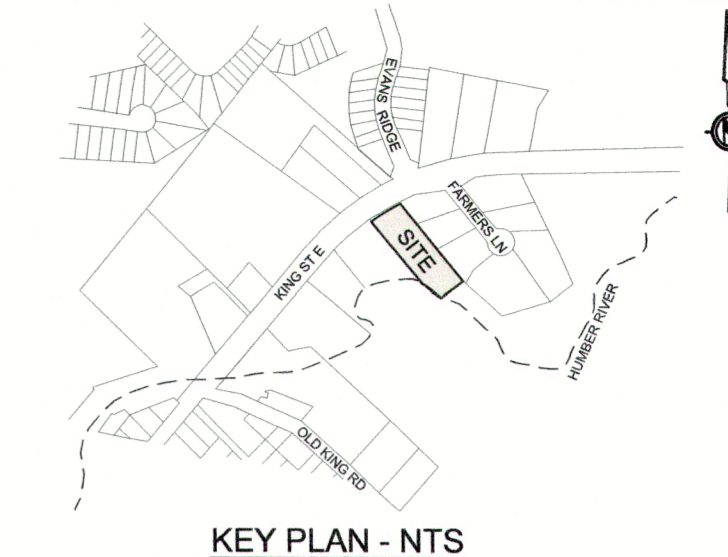 EVANS RIDGE
FARMERS LN
SITE
KING ST E
HUMBER RIVER
OLD KING RD
KEY PLAN - NTS